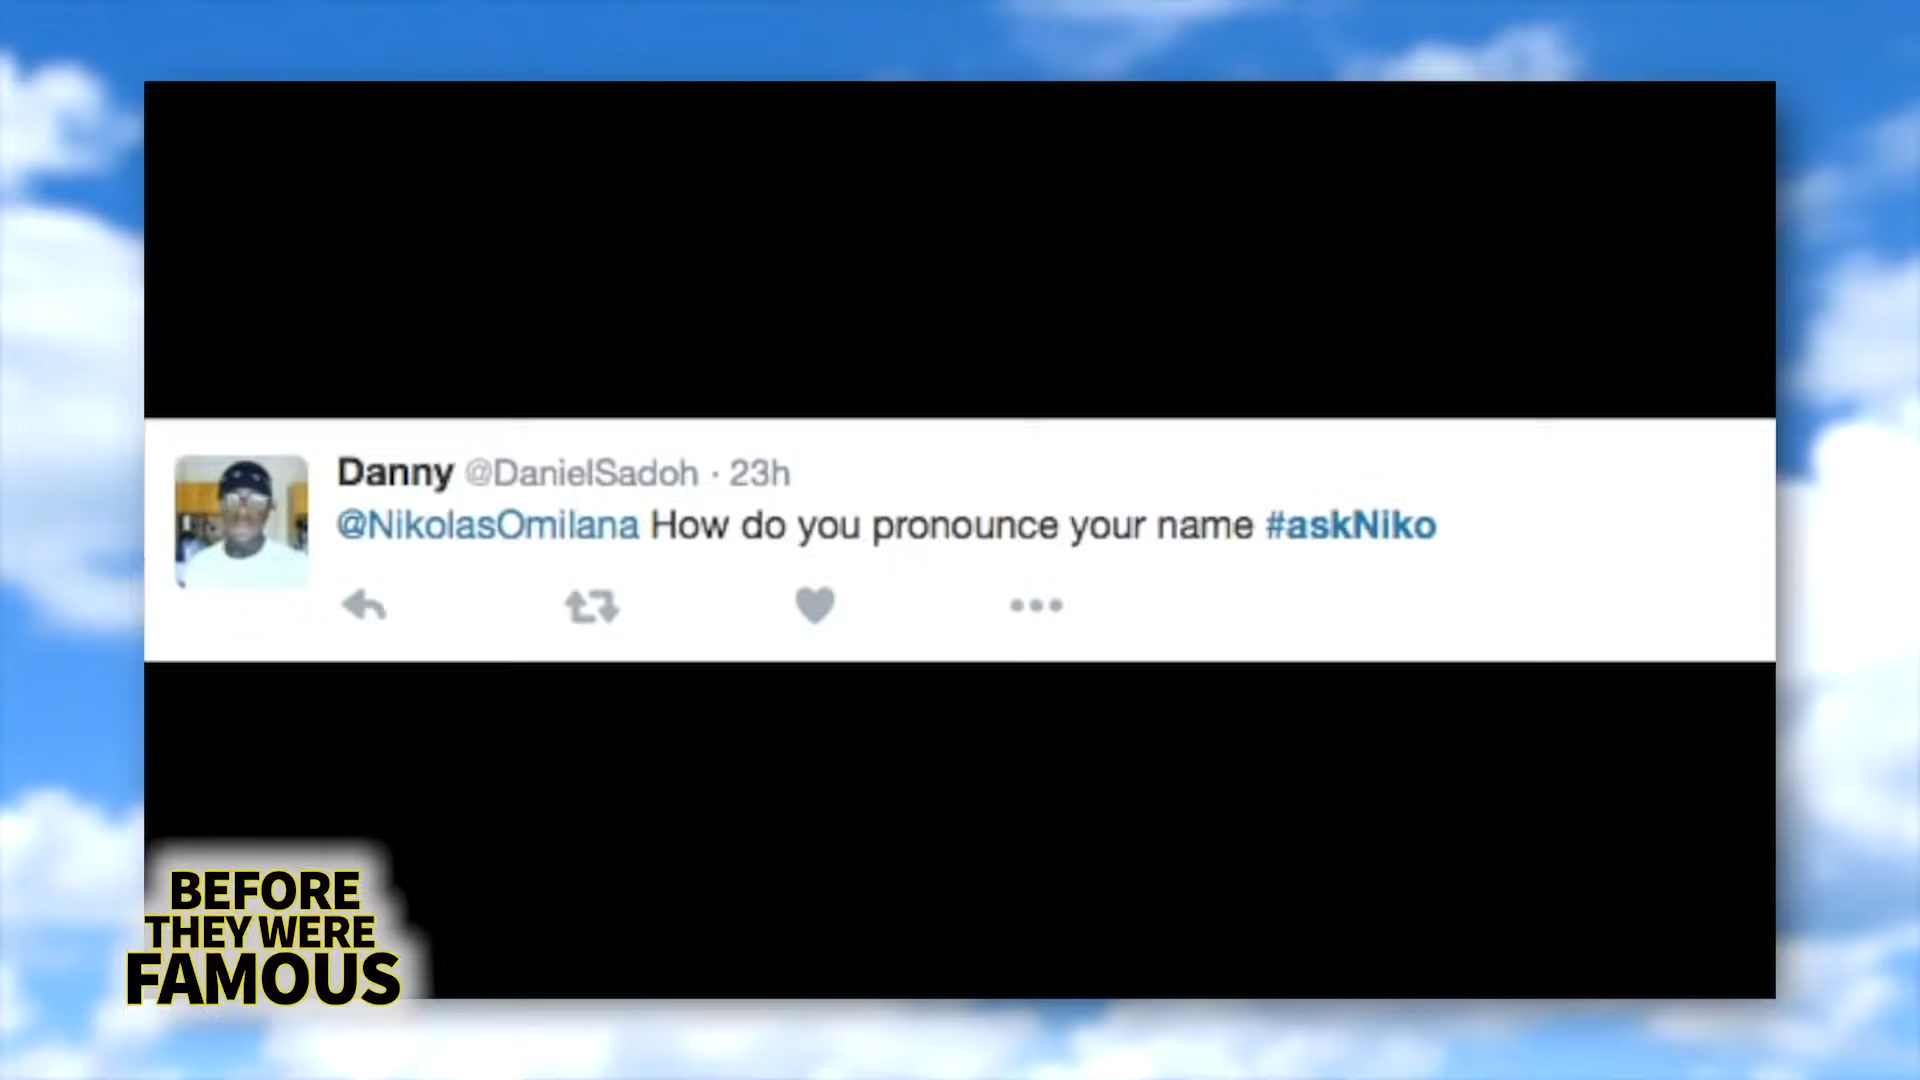 Danny @DanielSadoh · 23h
@NikolasOmilana How do you pronounce your name #askNiko
BEFORE
THEY WERE
FAMOUS